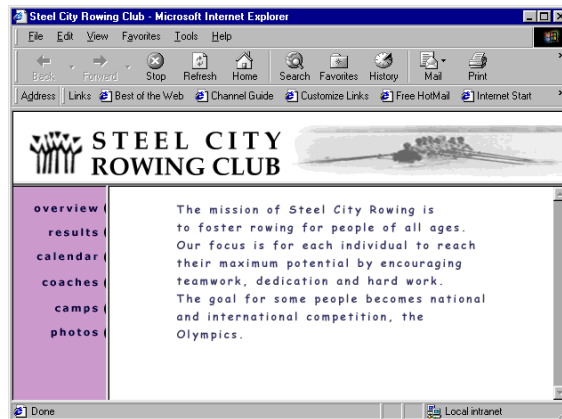 Steel City Rowing Club - Microsoft Internet Explorer
File Edit View Favorites Tools Help
Back Forward Stop Refresh Home Search Favorites History Mail Print
Address Links Best of the Web Channel Guide Customize Links Free HotMail Internet Start
STEEL CITY
ROWING CLUB
overview
results
calendar
coaches
camps
photos
The mission of Steel City Rowing is
to foster rowing for people of all ages.
Our focus is for each individual to reach
their maximum potential by encouraging
teamwork, dedication and hard work.
The goal for some people becomes national
and international competition, the
Olympics.
Done Local intranet